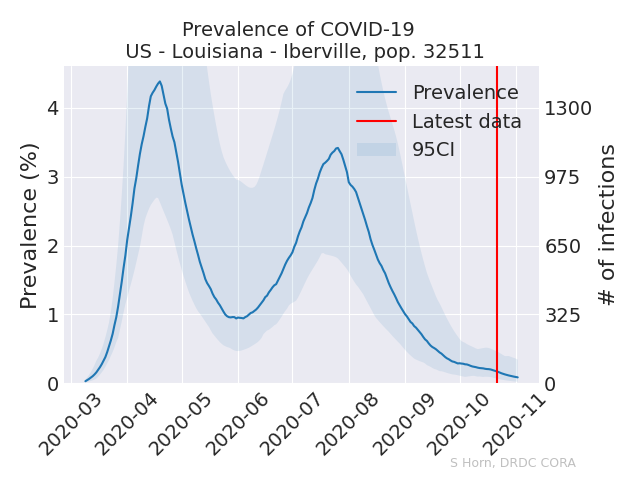 Prevalence of COVID-19
US - Louisiana - Iberville, pop. 32511
Prevalence
Latest data
95CI
Prevalence (%)
4
3
2
1
0
1300
975
650
325
0
# of infections
2020-03
2020-04
2020-05
2020-06
2020-07
2020-08
2020-09
2020-10
2020-11
S Horn, DRDC CORA